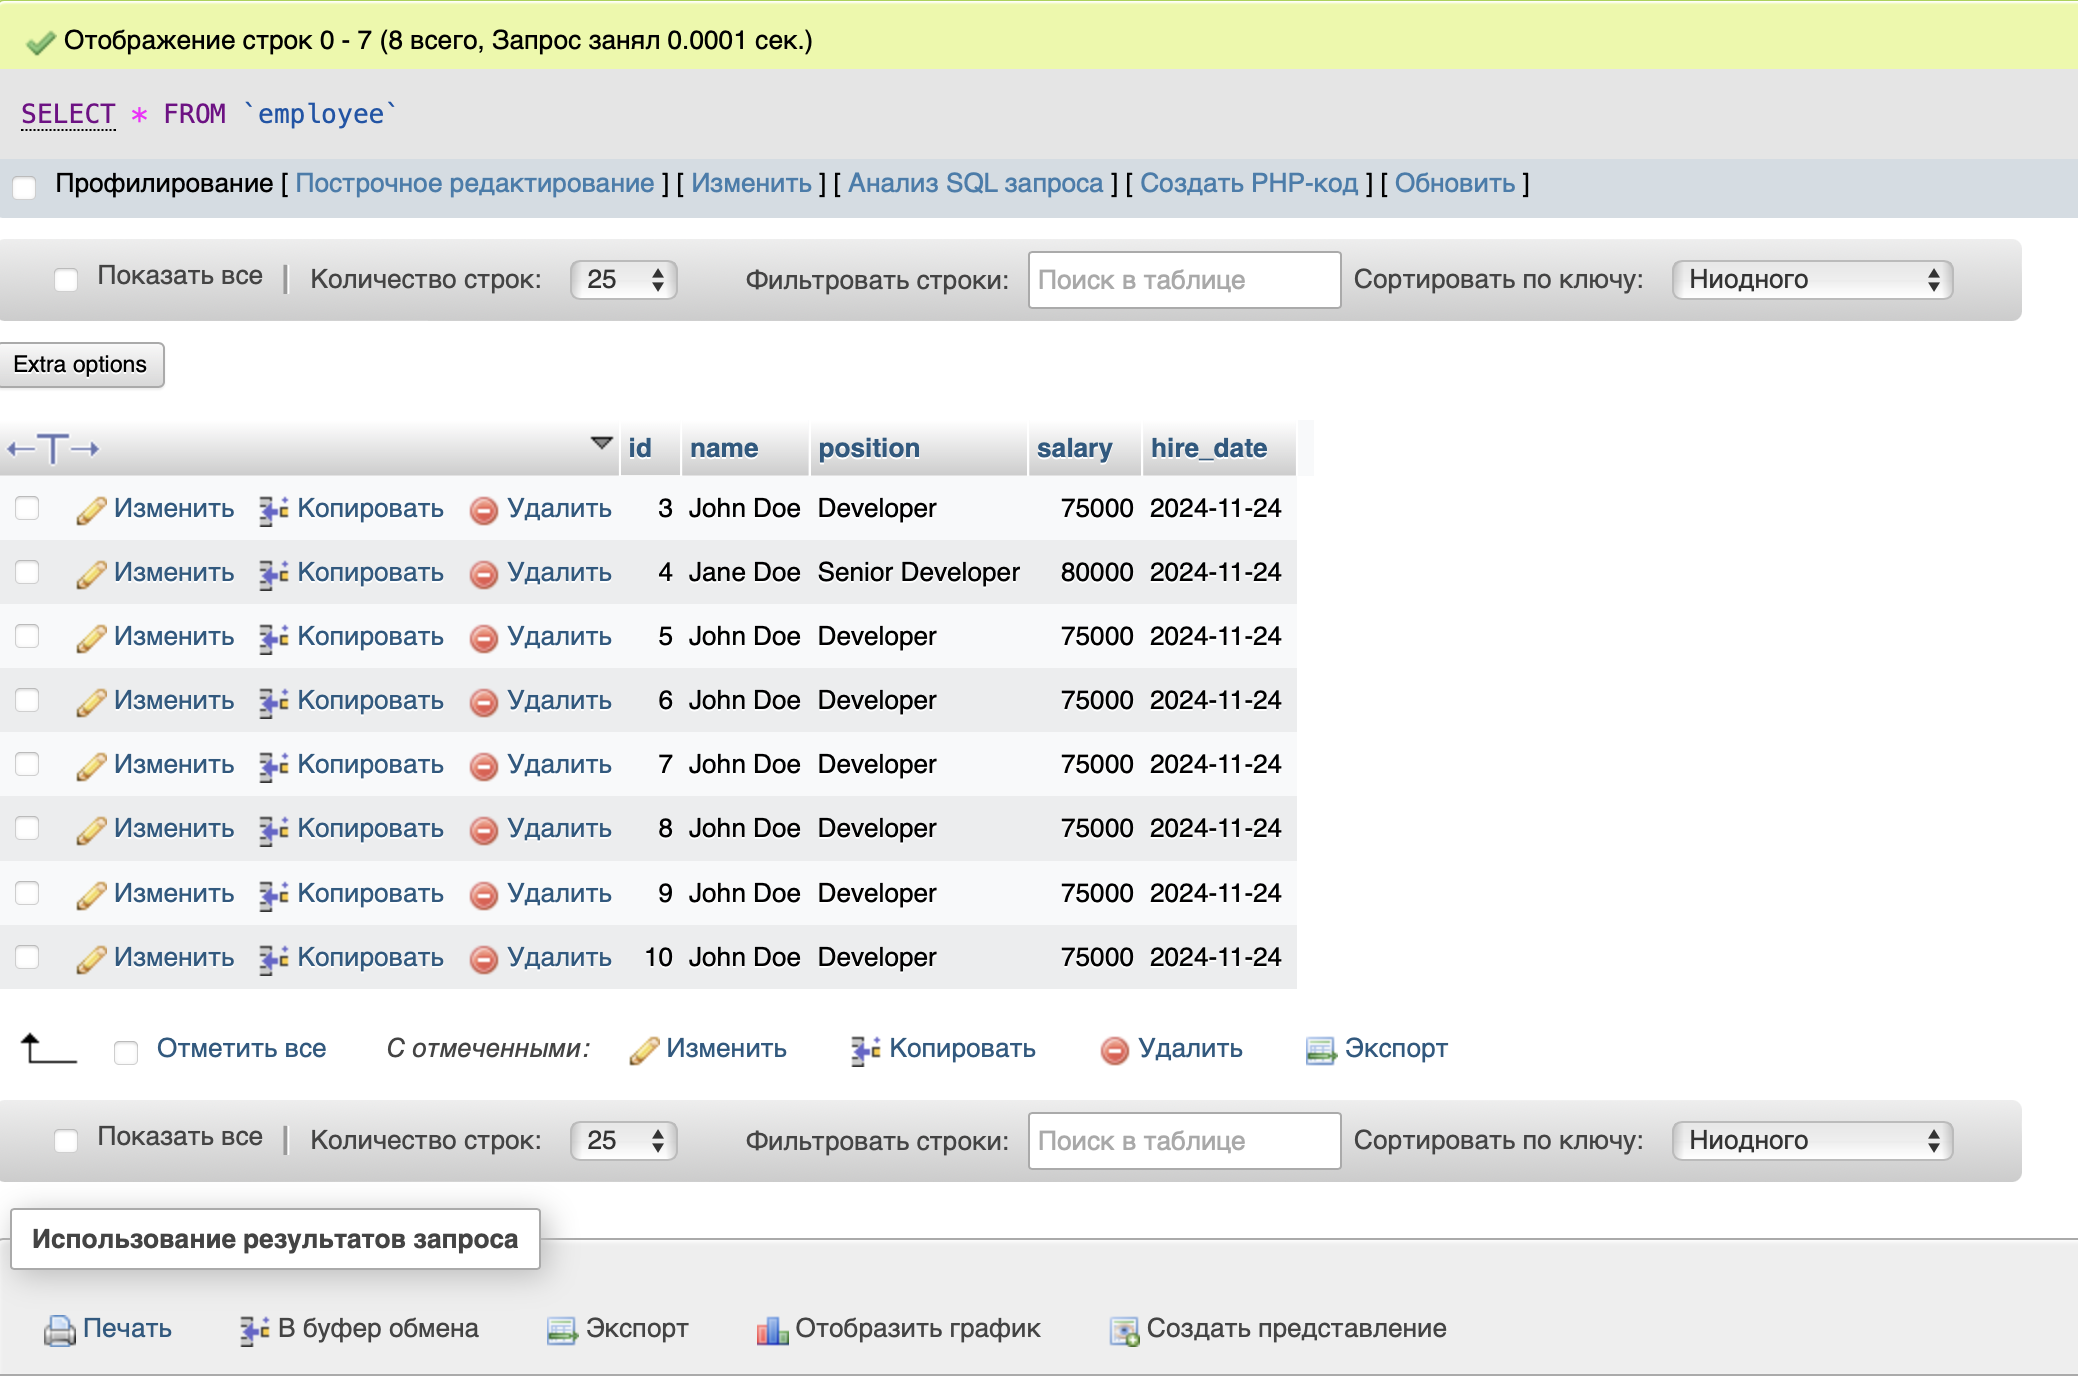 Отображение строк 0 - 7 (8 всего, Запрос занял 0.0001 сек.)
SELECT * FROM `employee`
Профилирование [ Построчное редактирование ] [ Изменить ] [ Анализ SQL запроса ] [ Создать PHP-код ] [ Обновить ]
Показать все | Количество строк: 25 Фильтровать строки: Поиск в таблице Сортировать по ключу: Ниодного
Extra options
id name position salary hire_date
Изменить Копировать Удалить 3 John Doe Developer 75000 2024-11-24
Изменить Копировать Удалить 4 Jane Doe Senior Developer 80000 2024-11-24
Изменить Копировать Удалить 5 John Doe Developer 75000 2024-11-24
Изменить Копировать Удалить 6 John Doe Developer 75000 2024-11-24
Изменить Копировать Удалить 7 John Doe Developer 75000 2024-11-24
Изменить Копировать Удалить 8 John Doe Developer 75000 2024-11-24
Изменить Копировать Удалить 9 John Doe Developer 75000 2024-11-24
Изменить Копировать Удалить 10 John Doe Developer 75000 2024-11-24
Отметить все С отмеченными: Изменить Копировать Удалить Экспорт
Показать все | Количество строк: 25 Фильтровать строки: Поиск в таблице Сортировать по ключу: Ниодного
Использование результатов запроса
Печать В буфер обмена Экспорт Отобразить график Создать представление